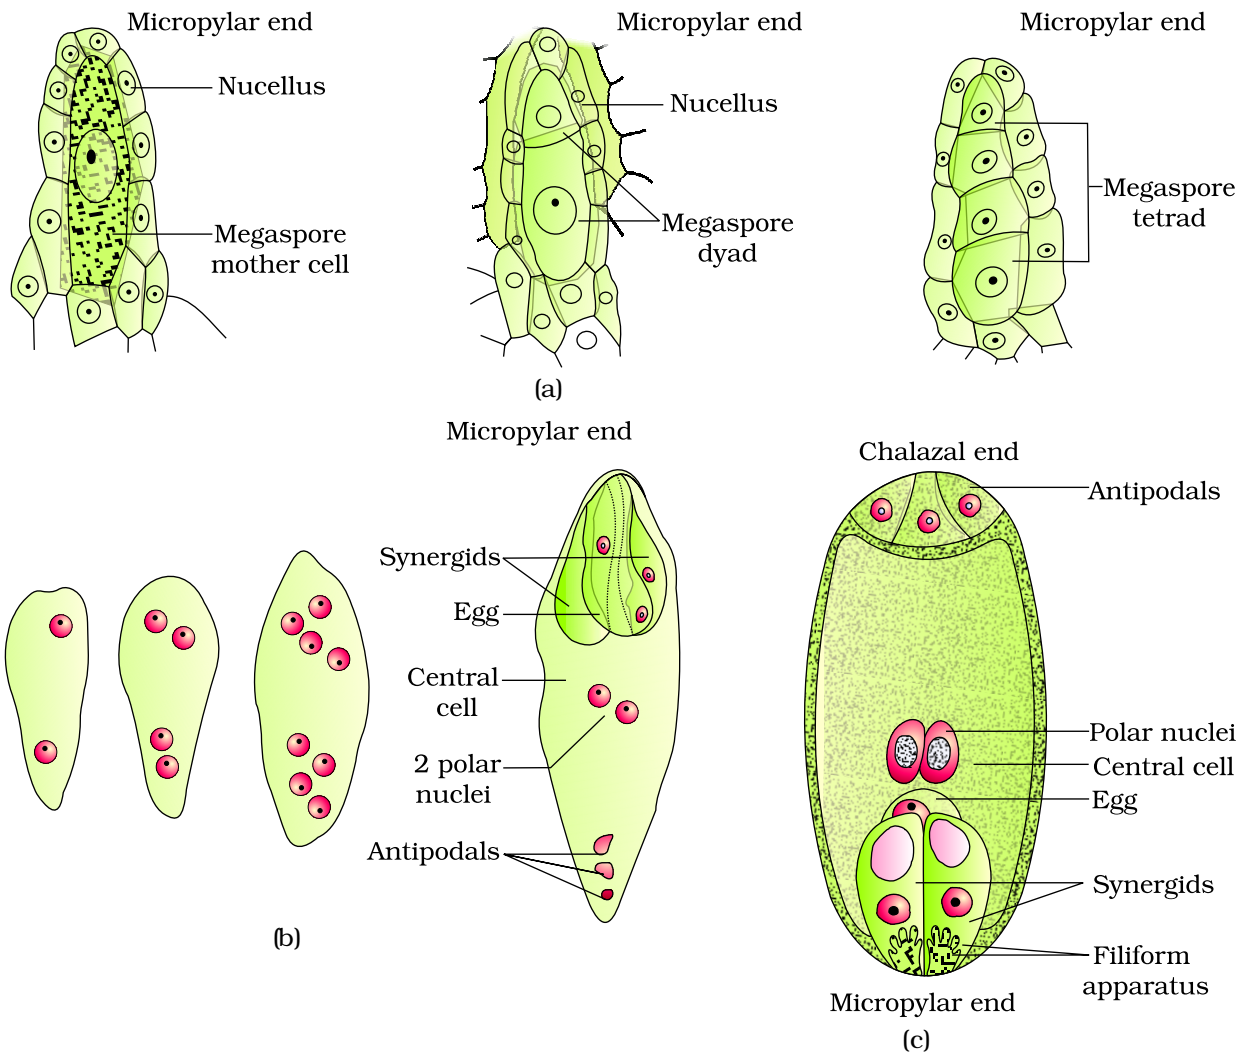 Micropylar end
Micropylar end
Micropylar end
Nucellus
Nucellus
Megaspore
mother cell
Megaspore
dyad
Megaspore
tetrad
(a)
Micropylar end
Synergids
Egg
Central
cell
2 polar
nuclei
Antipodals
(b)
Chalazal end
Antipodals
Polar nuclei
Central cell
Egg
Synergids
Filiform
apparatus
Micropylar end
(c)